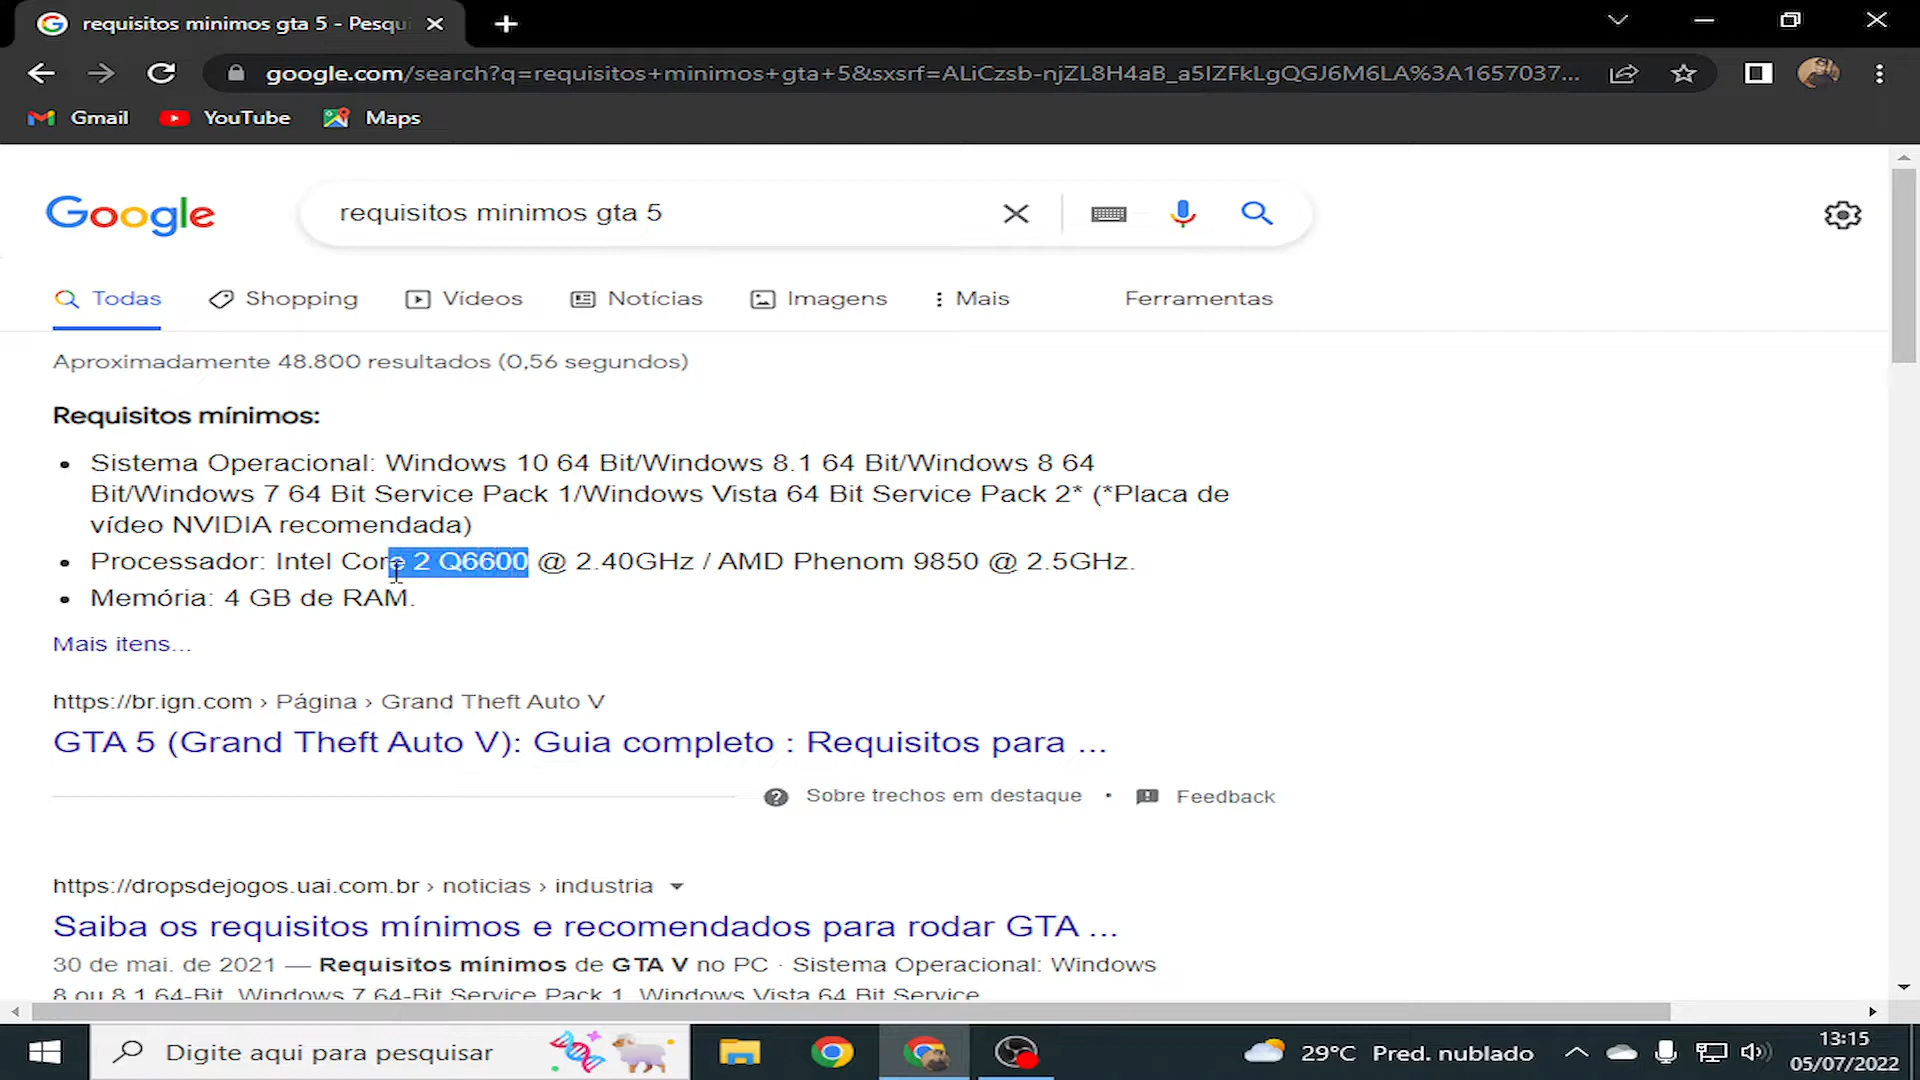 requisitos minimos gta 5 - Pesqu
google.com/search?q=requisitos+minimos+gta+5&sxsrf=ALiCzsb-njZL8H4aB_a5IZFkLgQGJ6M6LA%3A1657037...
Gmail YouTube Maps
Google requisitos minimos gta 5
Todas Shopping Vídeos Notícias Imagens Mais Ferramentas
Aproximadamente 48.800 resultados (0,56 segundos)
Requisitos mínimos:
• Sistema Operacional: Windows 10 64 Bit/Windows 8.1 64 Bit/Windows 8 64
Bit/Windows 7 64 Bit Service Pack 1/Windows Vista 64 Bit Service Pack 2* (*Placa de
vídeo NVIDIA recomendada)
• Processador: Intel Core 2 Q6600 @ 2.40GHz / AMD Phenom 9850 @ 2.5GHz.
• Memória: 4 GB de RAM.
Mais itens...
https://br.ign.com › Página › Grand Theft Auto V
GTA 5 (Grand Theft Auto V): Guia completo : Requisitos para ...
Sobre trechos em destaque • Feedback
https://dropsdejogos.uai.com.br › noticias › industria
Saiba os requisitos mínimos e recomendados para rodar GTA ...
30 de mai. de 2021 — Requisitos mínimos de GTA V no PC · Sistema Operacional: Windows
8 ou 8.1 64-Bit, Windows 7 64-Bit Service Pack 1, Windows Vista 64 Bit Service
Digite aqui para pesquisar 29°C Pred. nublado 13:15
05/07/2022